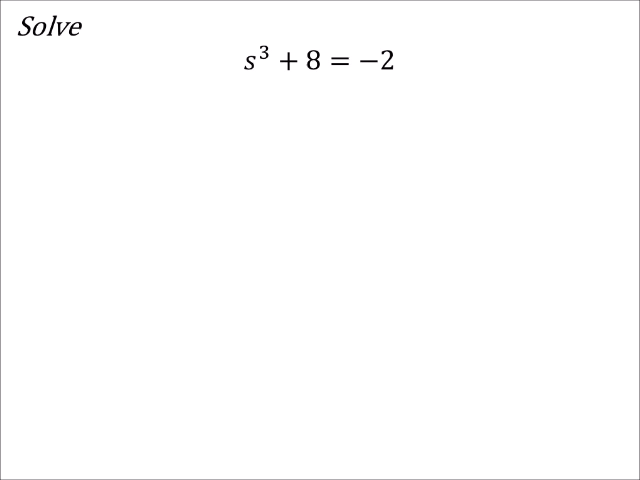 Solve
s³ + 8 = −2